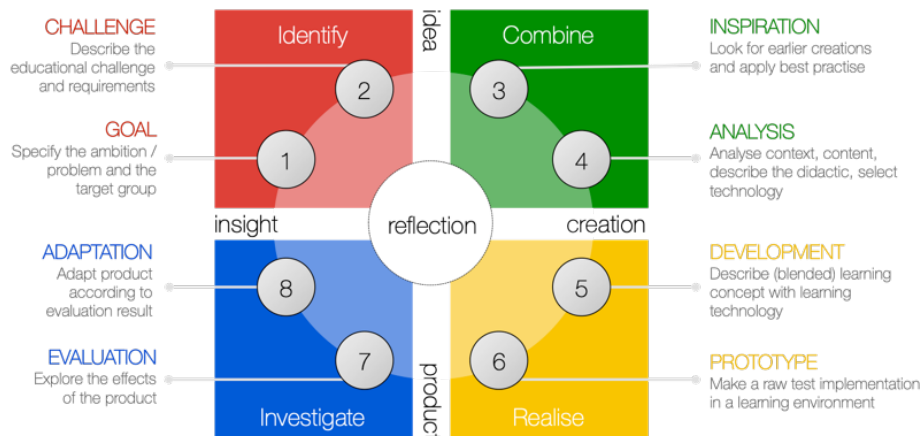 CHALLENGE
Describe the
educational challenge
and requirements
GOAL
Specify the ambition /
problem and the
target group
Identify
2
1
idea
Combine
3
4
INSPIRATION
Look for earlier creations
and apply best practise
ANALYSIS
Analyse context, content,
describe the didactic, select
technology
insight
reflection
creation
ADAPTATION
Adapt product
according to
evaluation result
EVALUATION
Explore the effects
of the product
8
7
Investigate
product
5
6
Realise
DEVELOPMENT
Describe (blended) learning
concept with learning
technology
PROTOTYPE
Make a raw test implementation
in a learning environment